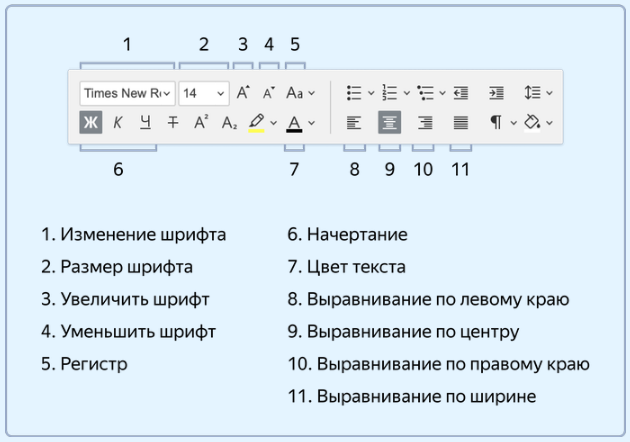 1 2 3 4 5
Times New R
14
A A Aa
Ж К Ч Т A² A₂ A ¶
6 7 8 9 10 11
1. Изменение шрифта
2. Размер шрифта
3. Увеличить шрифт
4. Уменьшить шрифт
5. Регистр
6. Начертание
7. Цвет текста
8. Выравнивание по левому краю
9. Выравнивание по центру
10. Выравнивание по правому краю
11. Выравнивание по ширине